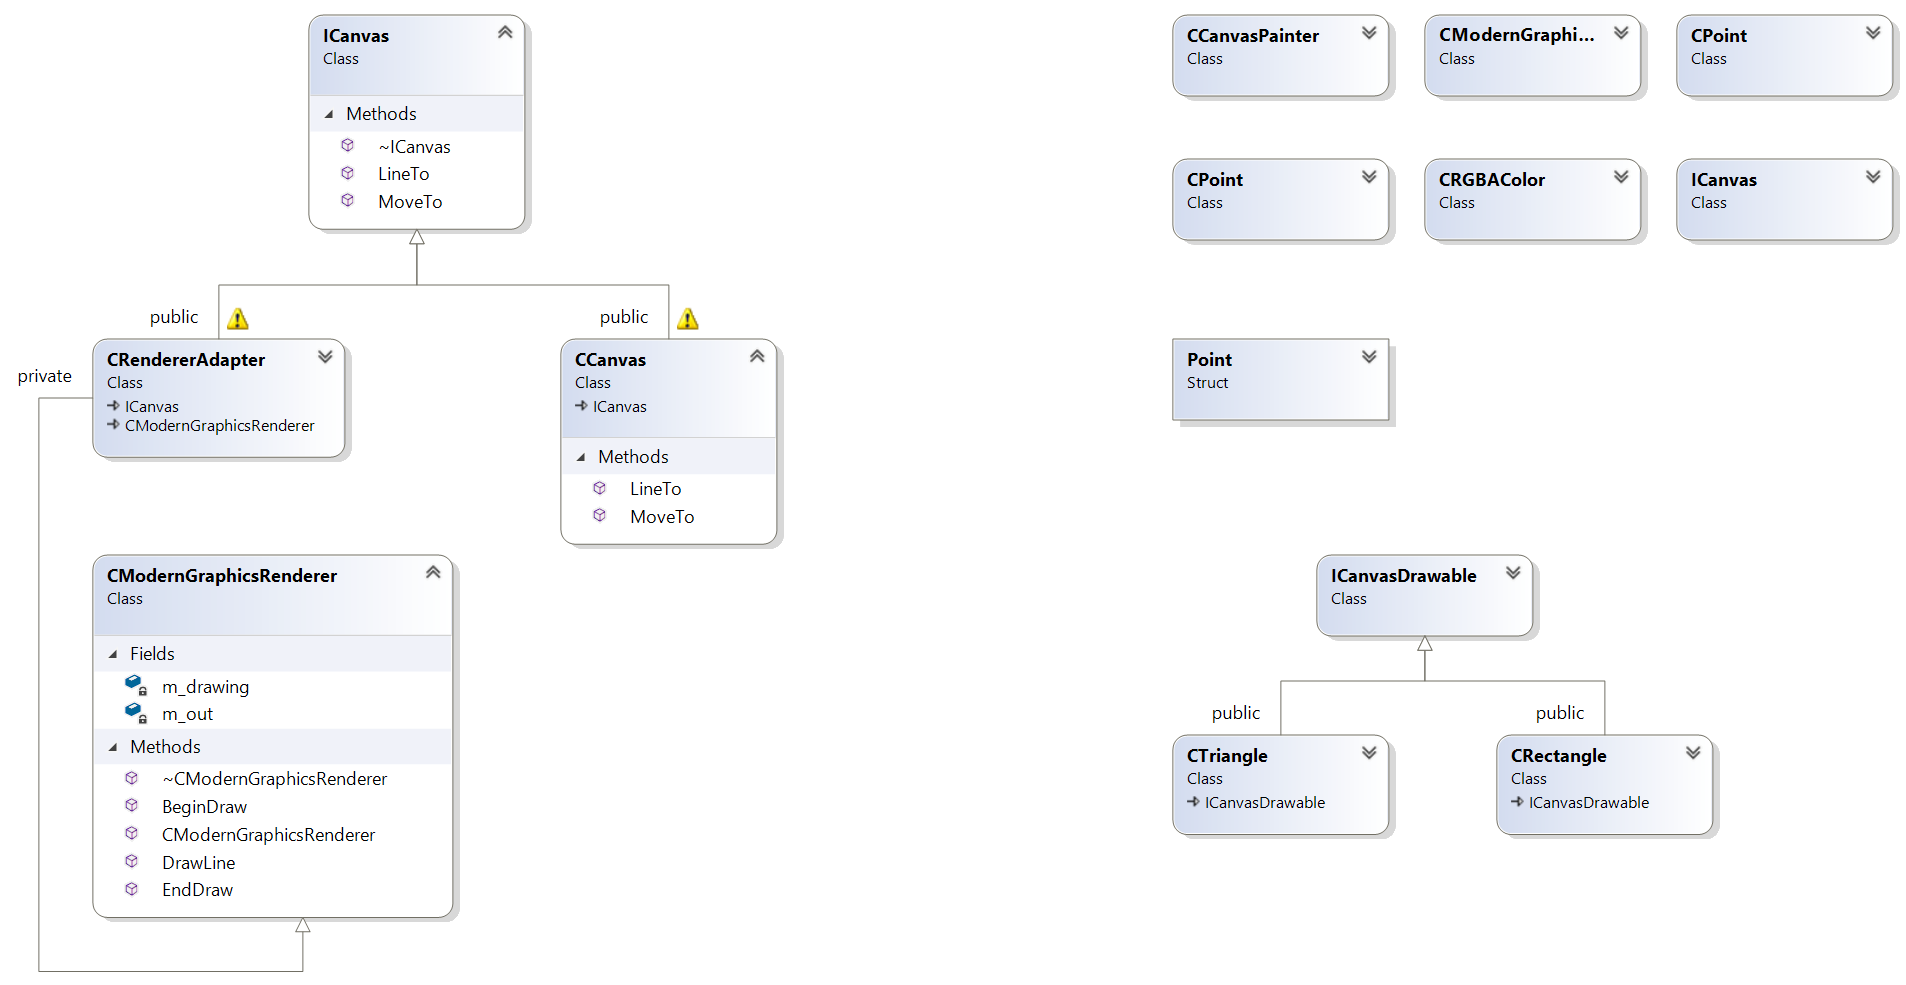 ICanvas
Class
Methods
~ICanvas
LineTo
MoveTo
public
public
private
CRendererAdapter
Class
ICanvas
CModernGraphicsRenderer
CCanvas
Class
ICanvas
Methods
LineTo
MoveTo
CModernGraphicsRenderer
Class
Fields
m_drawing
m_out
Methods
~CModernGraphicsRenderer
BeginDraw
CModernGraphicsRenderer
DrawLine
EndDraw
CCanvasPainter
Class
CModernGraphi...
Class
CPoint
Class
CPoint
Class
CRGBAColor
Class
ICanvas
Class
Point
Struct
ICanvasDrawable
Class
public
public
CTriangle
Class
ICanvasDrawable
CRectangle
Class
ICanvasDrawable